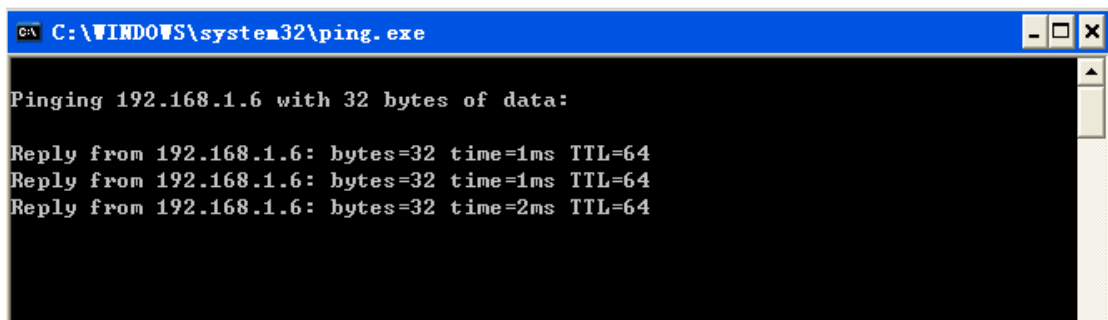 C:\WINDOWS\system32\ping.exe
Pinging 192.168.1.6 with 32 bytes of data:
Reply from 192.168.1.6: bytes=32 time=1ms TTL=64
Reply from 192.168.1.6: bytes=32 time=1ms TTL=64
Reply from 192.168.1.6: bytes=32 time=2ms TTL=64